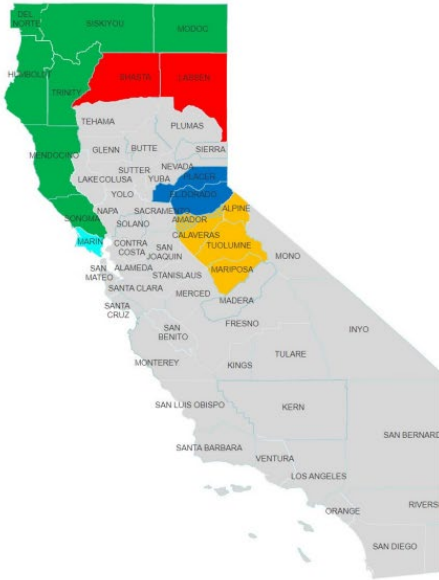 DEL
NORTE
SISKIYOU
MODOC
HUMBOLDT
TRINITY
SHASTA
LASSEN
TEHAMA
PLUMAS
MENDOCINO
GLENN
BUTTE
SIERRA
NEVADA
LAKE
COLUSA
SUTTER
YUBA
PLACER
YOLO
ELDORADO
SONOMA
NAPA
SACRAMENTO
ALPINE
SOLANO
AMADOR
MARIN
CALAVERAS
CONTRA
COSTA
SAN
JOAQUIN
TUOLUMNE
MONO
SAN
MATEO
ALAMEDA
STANISLAUS
MARIPOSA
SANTA CLARA
MERCED
MADERA
SANTA
CRUZ
FRESNO
SAN
BENITO
INYO
MONTEREY
KINGS
TULARE
SAN LUIS OBISPO
KERN
SAN BERNARD
SANTA BARBARA
VENTURA
LOS ANGELES
ORANGE
RIVERS
SAN DIEGO